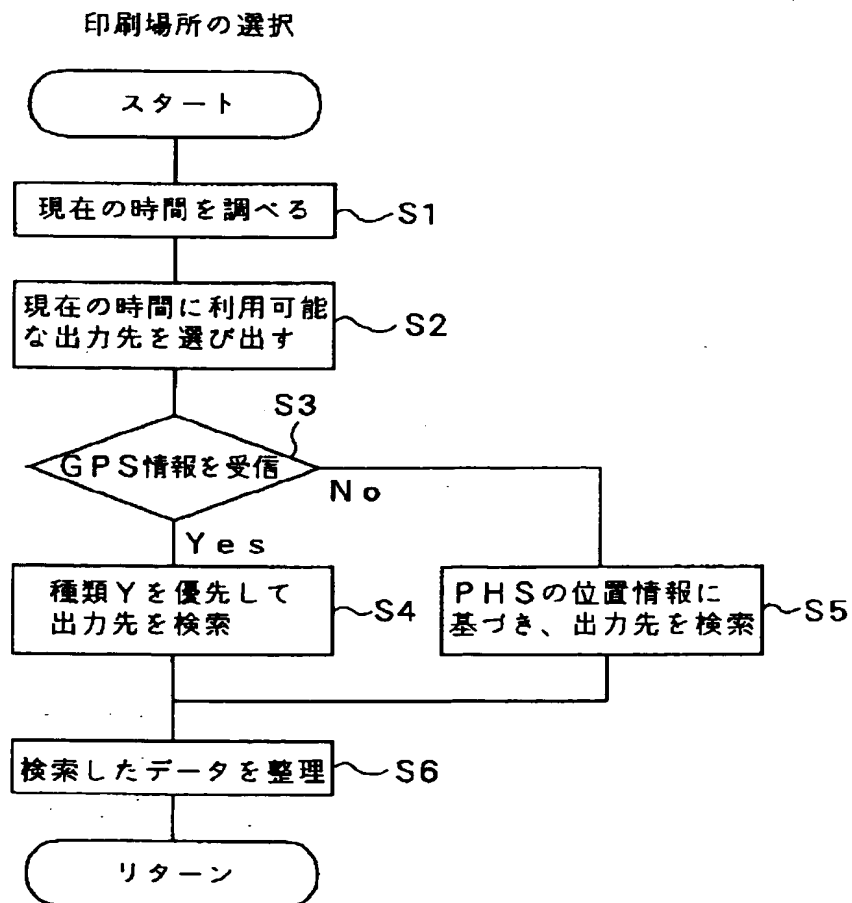 印刷場所の選択
スタート
現在の時間を調べる
S1
現在の時間に利用可能
な出力先を選び出す
S2
S3
GPS情報を受信
No
Yes
種類Yを優先して
出力先を検索
S4
PHSの位置情報に
基づき、出力先を検索
S5
検索したデータを整理
S6
リターン